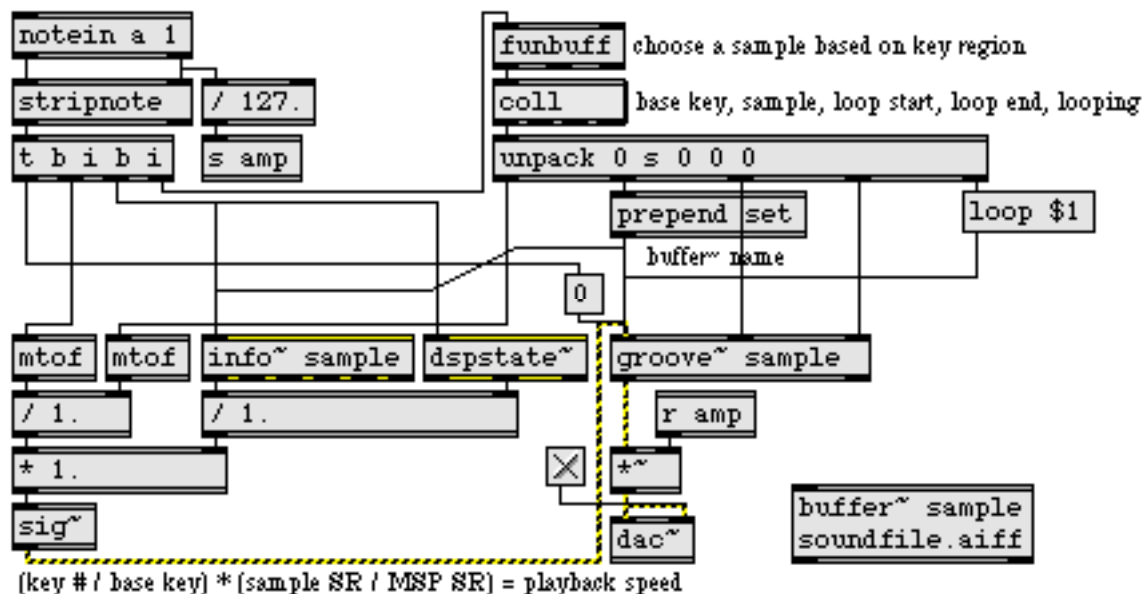 notein a 1
funbuff
choose a sample based on key region
stripnote
/ 127.
coll
base key, sample, loop start, loop end, looping
t b i b i
s amp
unpack 0 s 0 0 0
prepend set
loop $1
buffer~ name
0
mtof
mtof
info~ sample
dspstate~
groove~ sample
/ 1.
/ 1.
r amp
* 1.
*~
sig~
dac~
buffer~ sample
soundfile.aiff
(key # / base key) * (sample SR / MSP SR) = playback speed